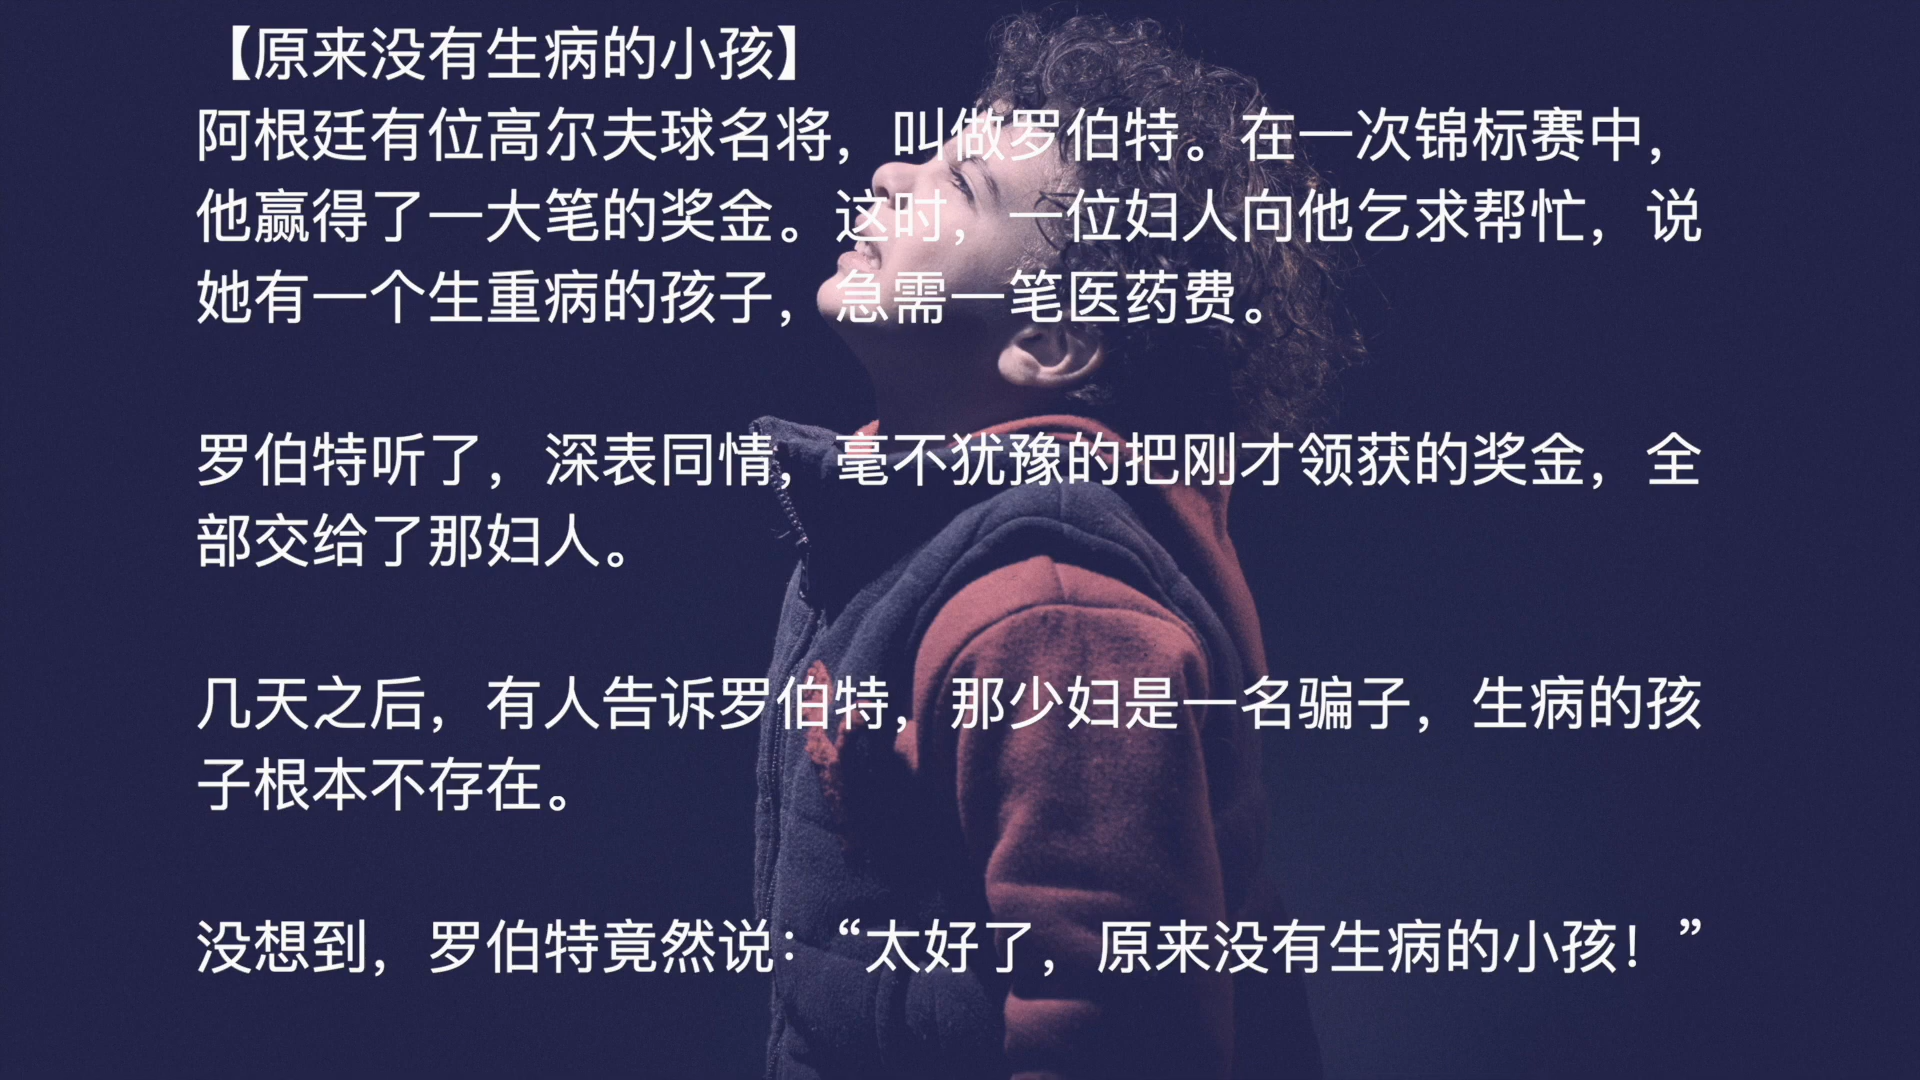 【原来没有生病的小孩】
阿根廷有位高尔夫球名将，叫做罗伯特。在一次锦标赛中，
他赢得了一大笔的奖金。这时，一位妇人向他乞求帮忙，说
她有一个生重病的孩子，急需一笔医药费。
罗伯特听了，深表同情，毫不犹豫的把刚才领获的奖金，全
部交给了那妇人。
几天之后，有人告诉罗伯特，那少妇是一名骗子，生病的孩
子根本不存在。
没想到，罗伯特竟然说：“太好了，原来没有生病的小孩！”